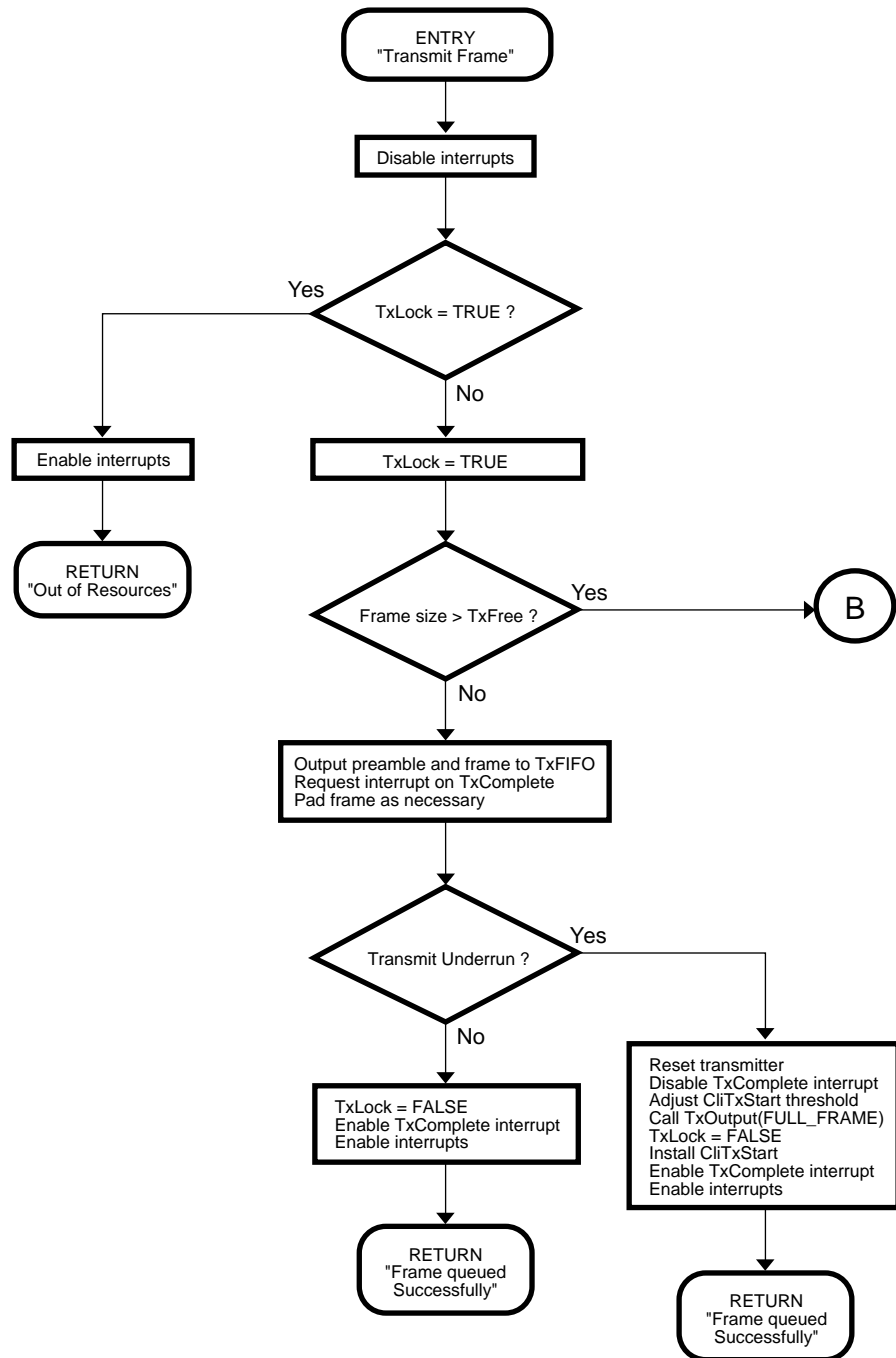 ENTRY
"Transmit Frame"
Disable interrupts
Yes
TxLock = TRUE ?
No
Enable interrupts
TxLock = TRUE
RETURN
"Out of Resources"
Frame size > TxFree ?
Yes
B
No
Output preamble and frame to TxFIFO
Request interrupt on TxComplete
Pad frame as necessary
Transmit Underrun ?
Yes
No
TxLock = FALSE
Enable TxComplete interrupt
Enable interrupts
Reset transmitter
Disable TxComplete interrupt
Adjust CliTxStart threshold
Call TxOutput(FULL_FRAME)
TxLock = FALSE
Install CliTxStart
Enable TxComplete interrupt
Enable interrupts
RETURN
"Frame queued
Successfully"
RETURN
"Frame queued
Successfully"